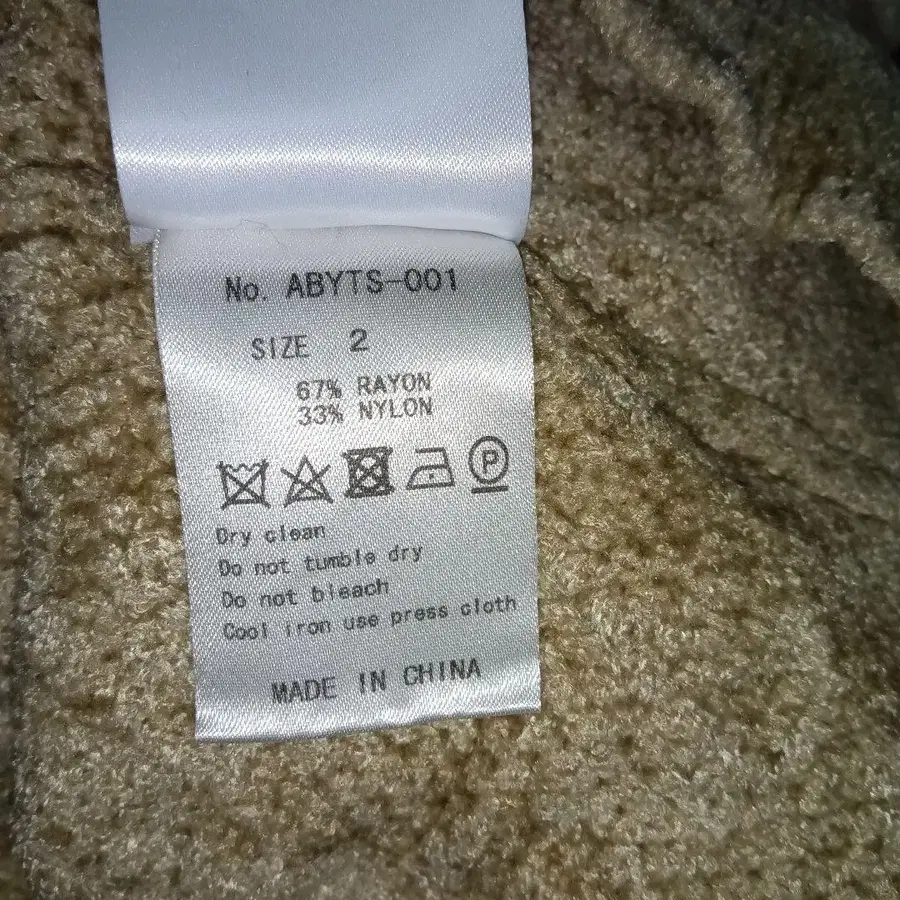 No. ABYTS-001
SIZE 2
67% RAYON
33% NYLON
P
Dry clean
Do not tumble dry
Do not bleach
Cool iron use press cloth
MADE IN CHINA